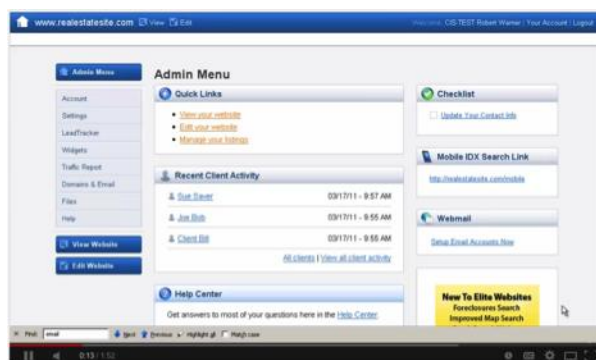 www.realestatesite.com View Edit
Welcome, CIS-TEST Robert Warner | Your Account | Logout
Admin Menu
Account
Settings
LeadTracker
Widgets
Traffic Report
Domains & Email
Files
Help
View Website
Edit Website
Admin Menu
Quick Links
View your website
Edit your website
Manage your listings
Recent Client Activity
Sue Saver 03/17/11 - 9:57 AM
Joe Bob 03/17/11 - 9:55 AM
Client Bill 03/17/11 - 9:55 AM
All clients | View all client activity
Help Center
Get answers to most of your questions here in the Help Center.
Checklist
Update Your Contact Info
Mobile IDX Search Link
http://realestatesite.com/mobile
Webmail
Setup Email Accounts Now
New To Elite Websites
Foreclosures Search
Improved Map Search
Find: email Next Previous Highlight all Match case
0:15 / 1:52